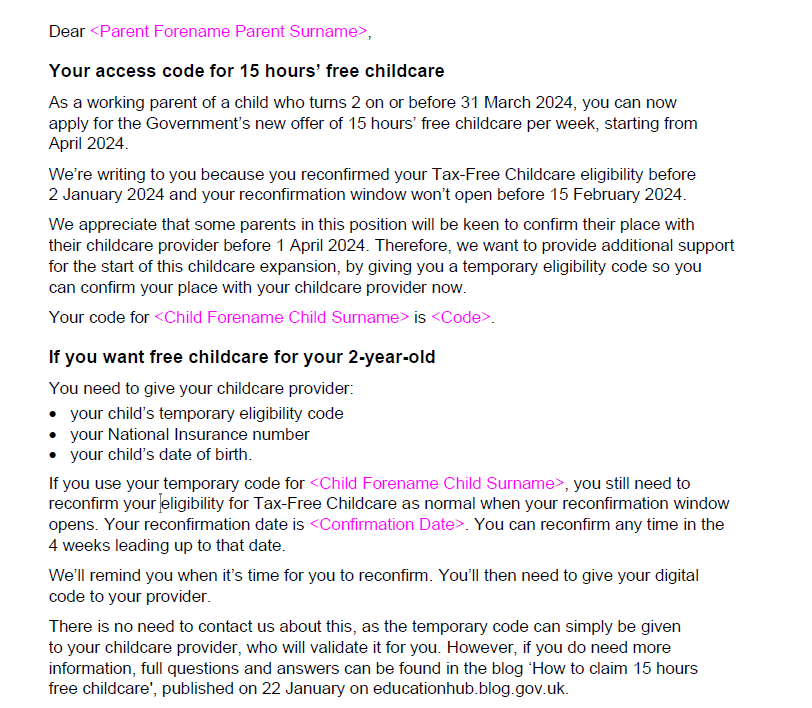 Dear <Parent Forename Parent Surname>,
Your access code for 15 hours’ free childcare
As a working parent of a child who turns 2 on or before 31 March 2024, you can now
apply for the Government’s new offer of 15 hours’ free childcare per week, starting from
April 2024.
We’re writing to you because you reconfirmed your Tax-Free Childcare eligibility before
2 January 2024 and your reconfirmation window won’t open before 15 February 2024.
We appreciate that some parents in this position will be keen to confirm their place with
their childcare provider before 1 April 2024. Therefore, we want to provide additional support
for the start of this childcare expansion, by giving you a temporary eligibility code so you
can confirm your place with your childcare provider now.
Your code for <Child Forename Child Surname> is <Code>.
If you want free childcare for your 2-year-old
You need to give your childcare provider:
• your child’s temporary eligibility code
• your National Insurance number
• your child’s date of birth.
If you use your temporary code for <Child Forename Child Surname>, you still need to
reconfirm your eligibility for Tax-Free Childcare as normal when your reconfirmation window
opens. Your reconfirmation date is <Confirmation Date>. You can reconfirm any time in the
4 weeks leading up to that date.
We’ll remind you when it’s time for you to reconfirm. You’ll then need to give your digital
code to your provider.
There is no need to contact us about this, as the temporary code can simply be given
to your childcare provider, who will validate it for you. However, if you do need more
information, full questions and answers can be found in the blog ‘How to claim 15 hours
free childcare', published on 22 January on educationhub.blog.gov.uk.